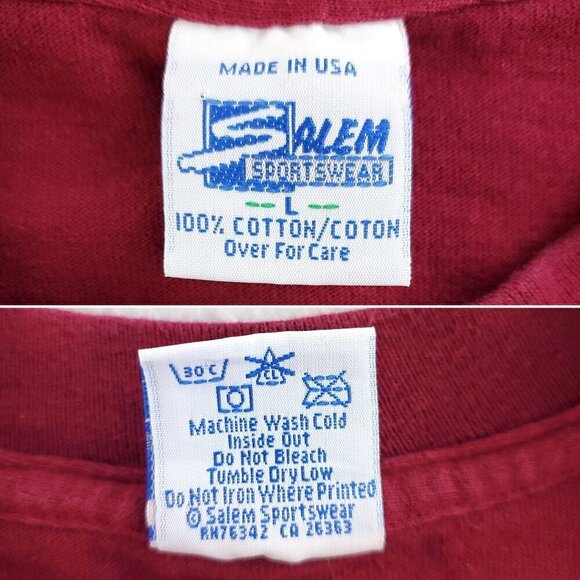 MADE IN USA
SALEM
SPORTSWEAR
L
100% COTTON/COTON
Over For Care
30°C
CL
Machine Wash Cold
Inside Out
Do Not Bleach
Tumble Dry Low
Do Not Iron Where Printed
© Salem Sportswear
RN76342 CA 26363